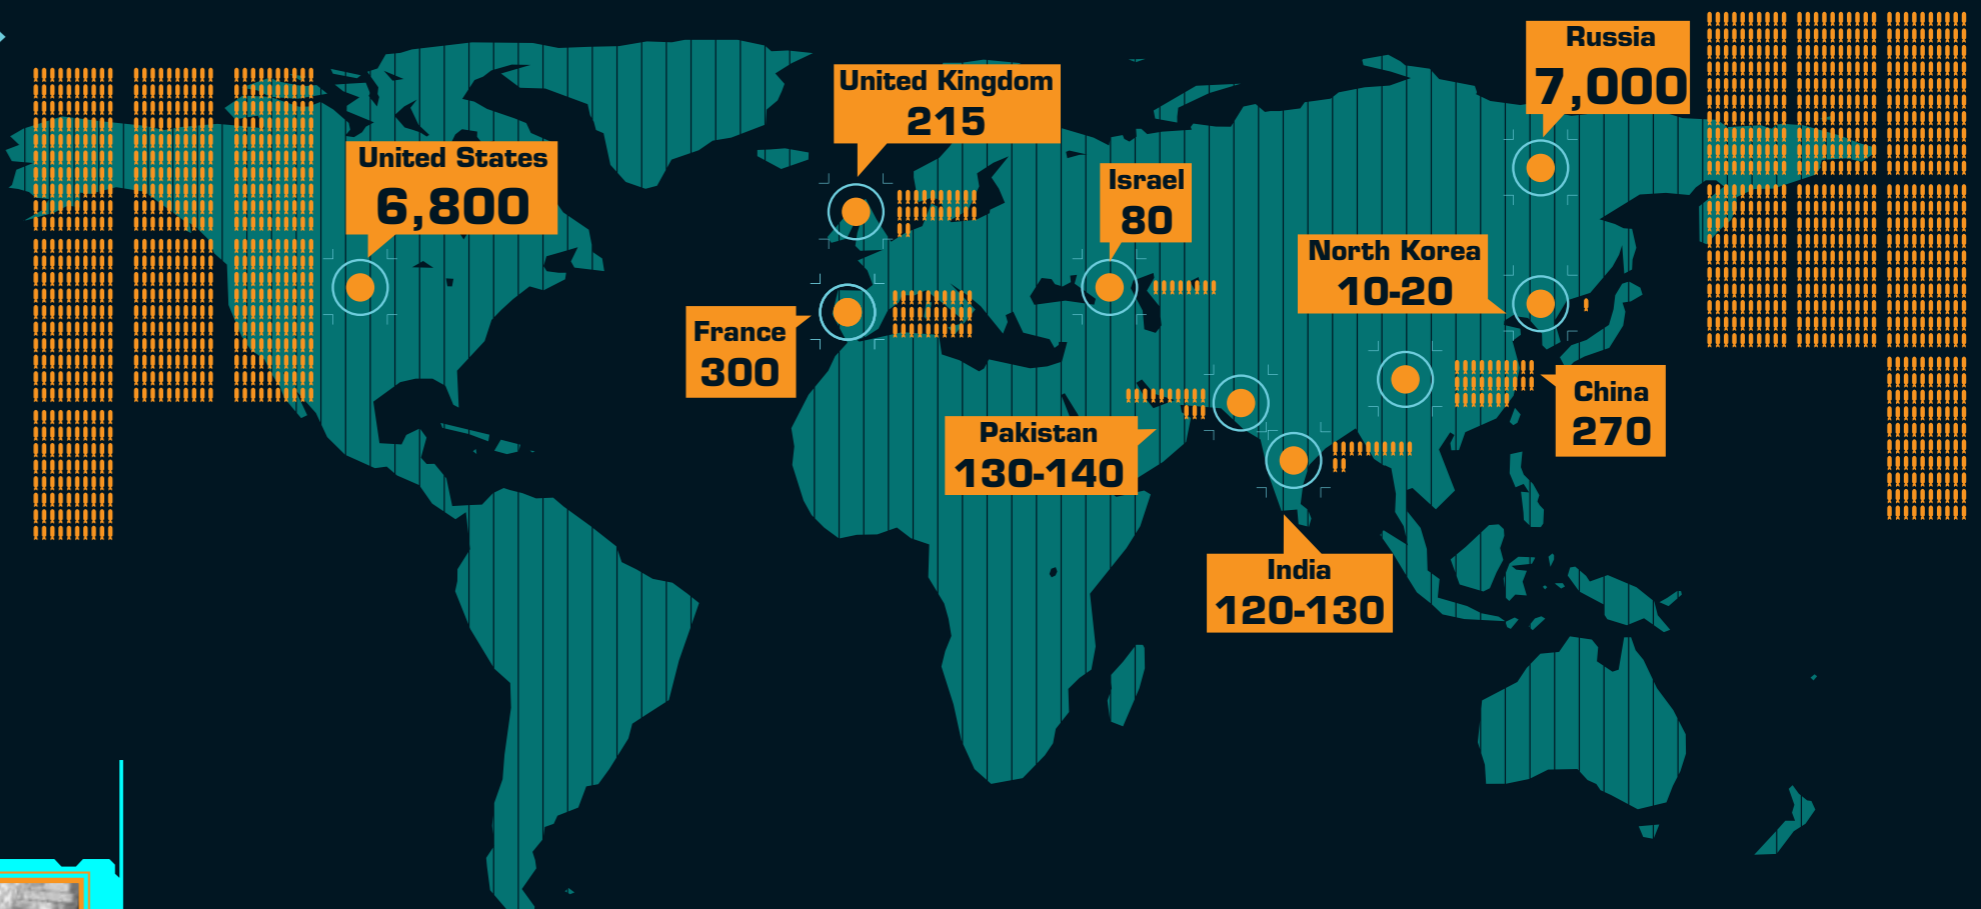 Russia
7,000
United Kingdom
215
United States
6,800
Israel
80
North Korea
10-20
France
300
China
270
Pakistan
130-140
India
120-130